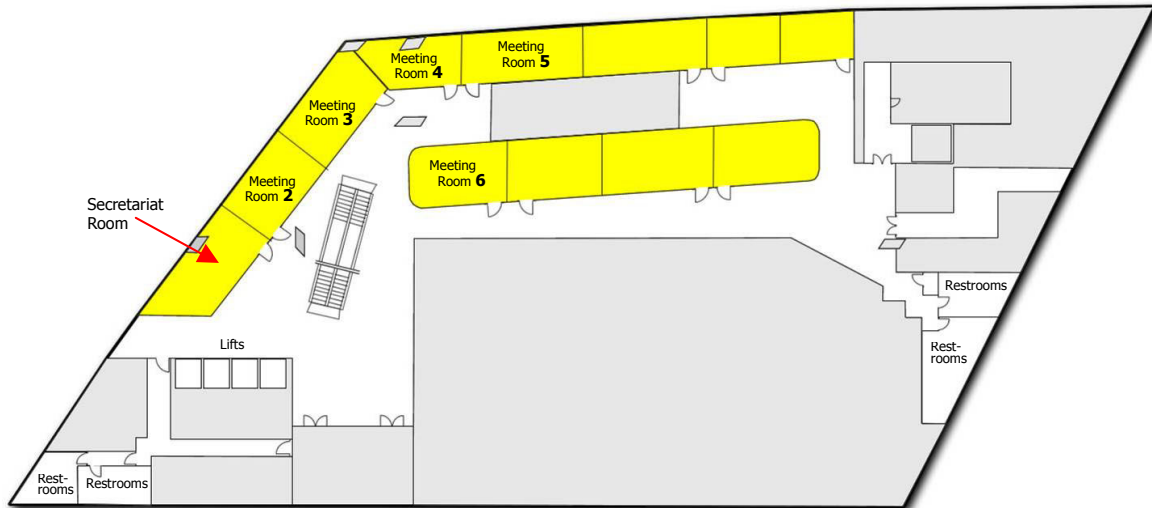 Meeting
Room 4
Meeting
Room 5
Meeting
Room 3
Meeting
Room 6
Meeting
Room 2
Secretariat
Room
Restrooms
Lifts
Rest-
rooms
Rest-
rooms
Restrooms